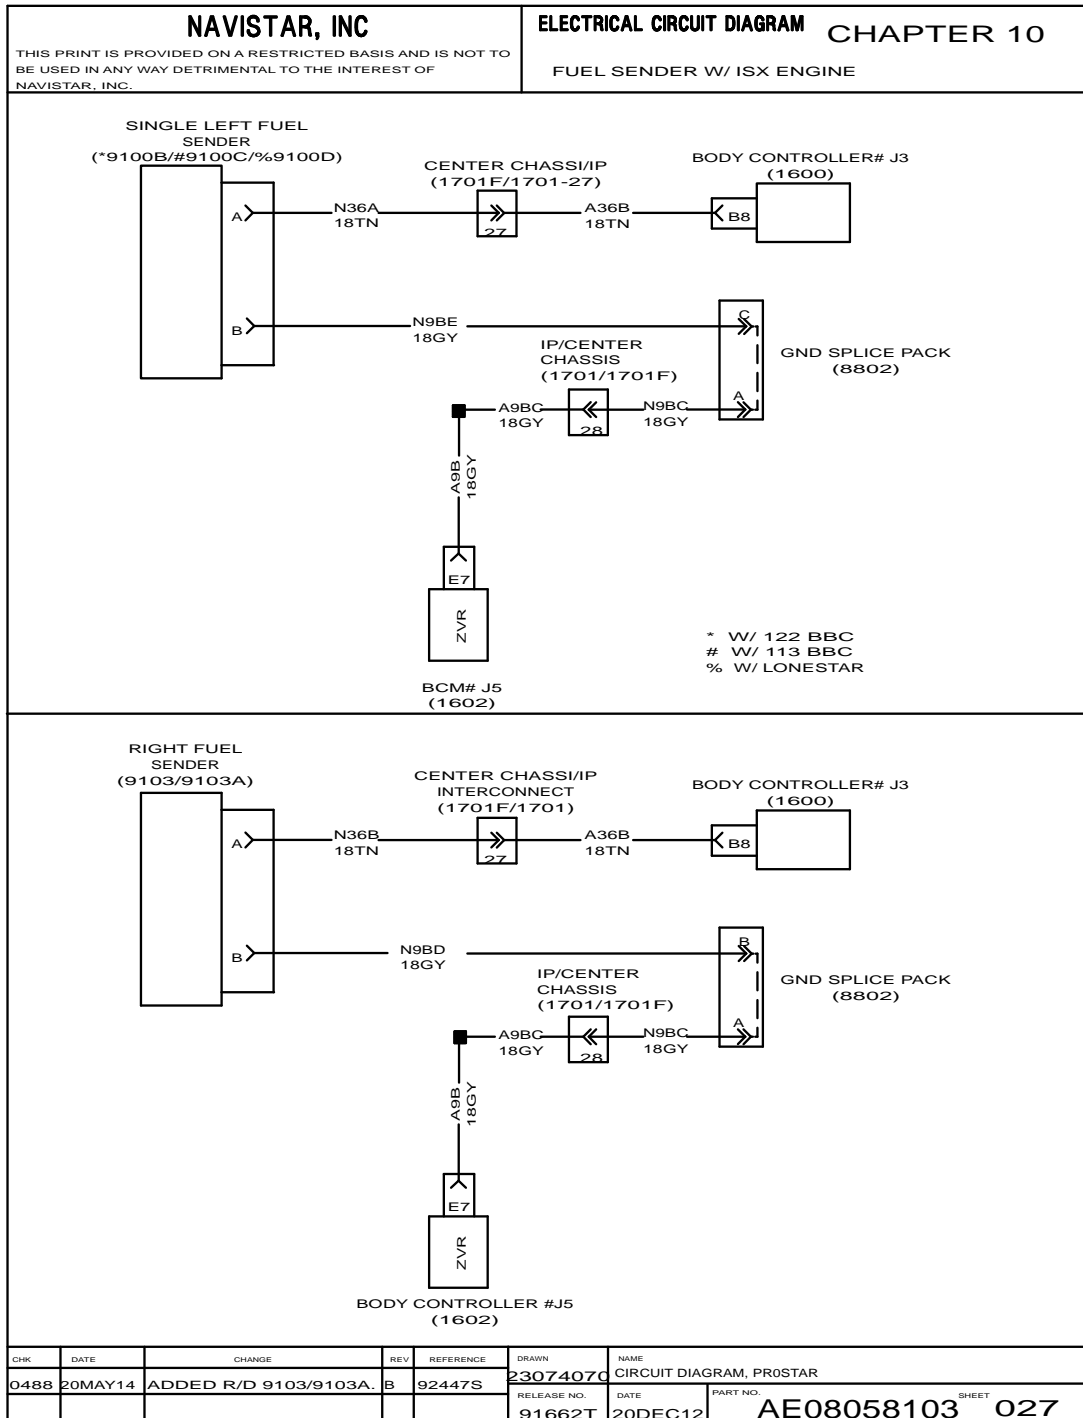 NAVISTAR, INC
THIS PRINT IS PROVIDED ON A RESTRICTED BASIS AND IS NOT TO
BE USED IN ANY WAY DETRIMENTAL TO THE INTEREST OF
NAVISTAR, INC.
ELECTRICAL CIRCUIT DIAGRAM CHAPTER 10
FUEL SENDER W/ ISX ENGINE
SINGLE LEFT FUEL
SENDER
(*9100B/#9100C/%9100D)
CENTER CHASSI/IP
(1701F/1701-27)
BODY CONTROLLER# J3
(1600)
A
N36A
18TN
27
A36B
18TN
B8
B
N9BE
18GY
C
IP/CENTER
CHASSIS
(1701/1701F)
GND SPLICE PACK
(8802)
A9BC
18GY
28
N9BC
18GY
A
A9B
18GY
E7
ZVR
BCM# J5
(1602)
* W/ 122 BBC
# W/ 113 BBC
% W/ LONESTAR
RIGHT FUEL
SENDER
(9103/9103A)
CENTER CHASSI/IP
INTERCONNECT
(1701F/1701)
BODY CONTROLLER# J3
(1600)
A
N36B
18TN
27
A36B
18TN
B8
B
N9BD
18GY
B
IP/CENTER
CHASSIS
(1701/1701F)
GND SPLICE PACK
(8802)
A9BC
18GY
28
N9BC
18GY
A
A9B
18GY
E7
ZVR
BODY CONTROLLER #J5
(1602)
CHK DATE CHANGE REV REFERENCE
0488 20MAY14 ADDED R/D 9103/9103A. B 92447S
DRAWN
23074070
NAME
CIRCUIT DIAGRAM, PR0STAR
RELEASE NO.
91662T
DATE
20DEC12
PART NO.
AE08058103
SHEET
027